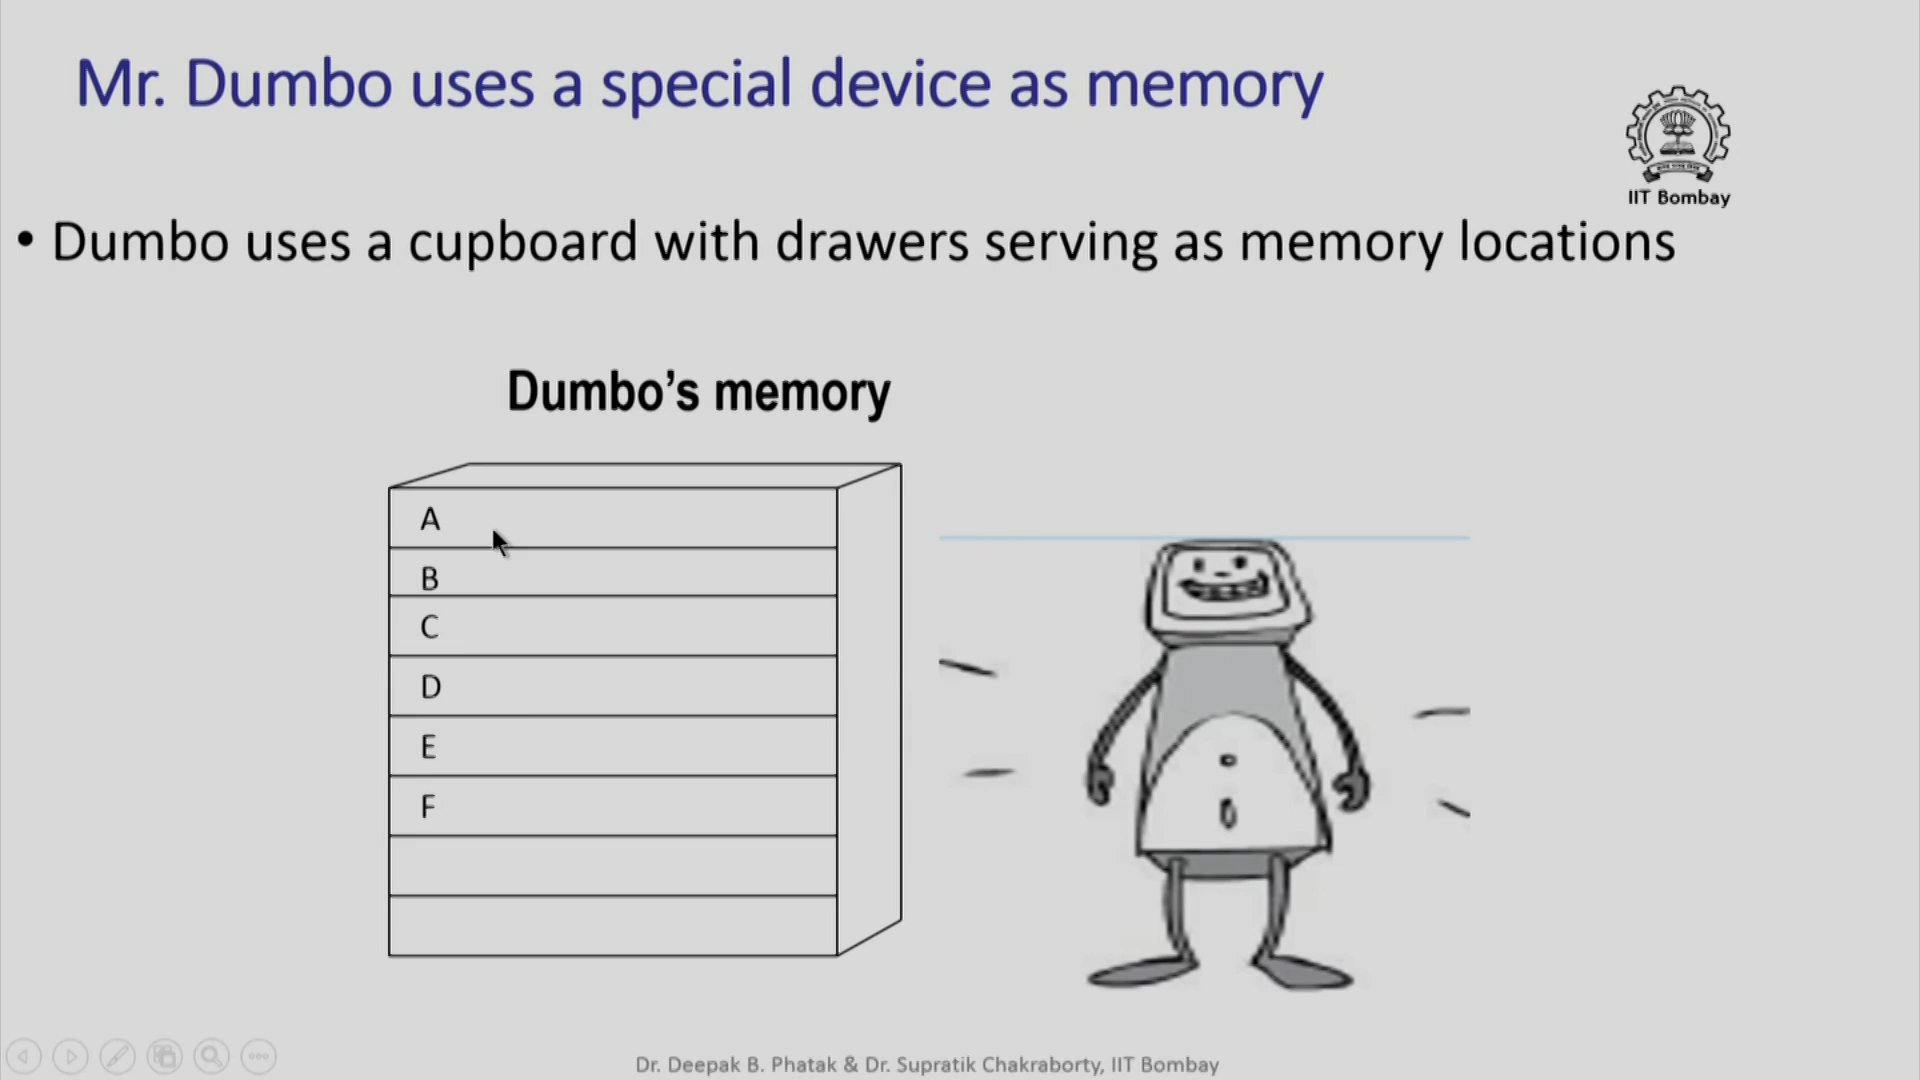 Mr. Dumbo uses a special device as memory
IIT Bombay
• Dumbo uses a cupboard with drawers serving as memory locations
Dumbo’s memory
A
B
C
D
E
F
Dr. Deepak B. Phatak & Dr. Supratik Chakraborty, IIT Bombay